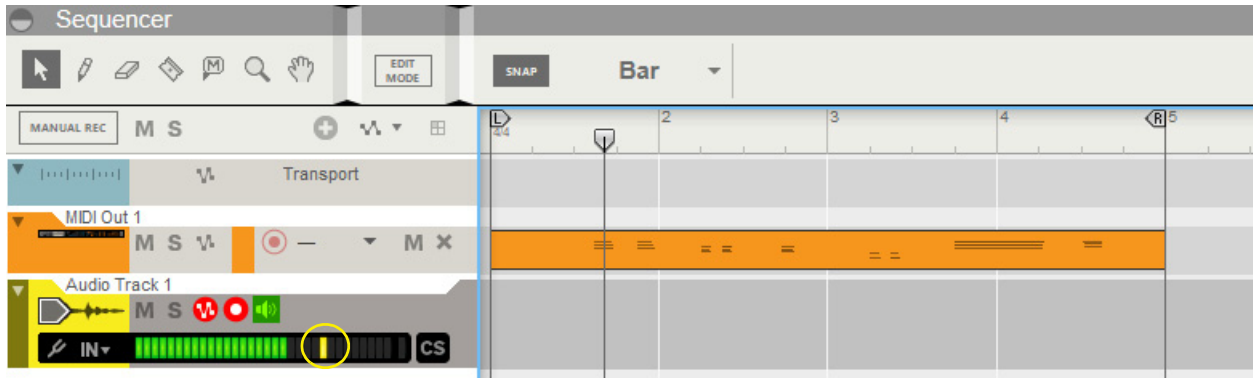 Sequencer
M EDIT MODE SNAP Bar
MANUAL REC M S L 4/4 2 3 4 R 5
Transport
MIDI Out 1
M S — M ×
Audio Track 1
M S
IN CS